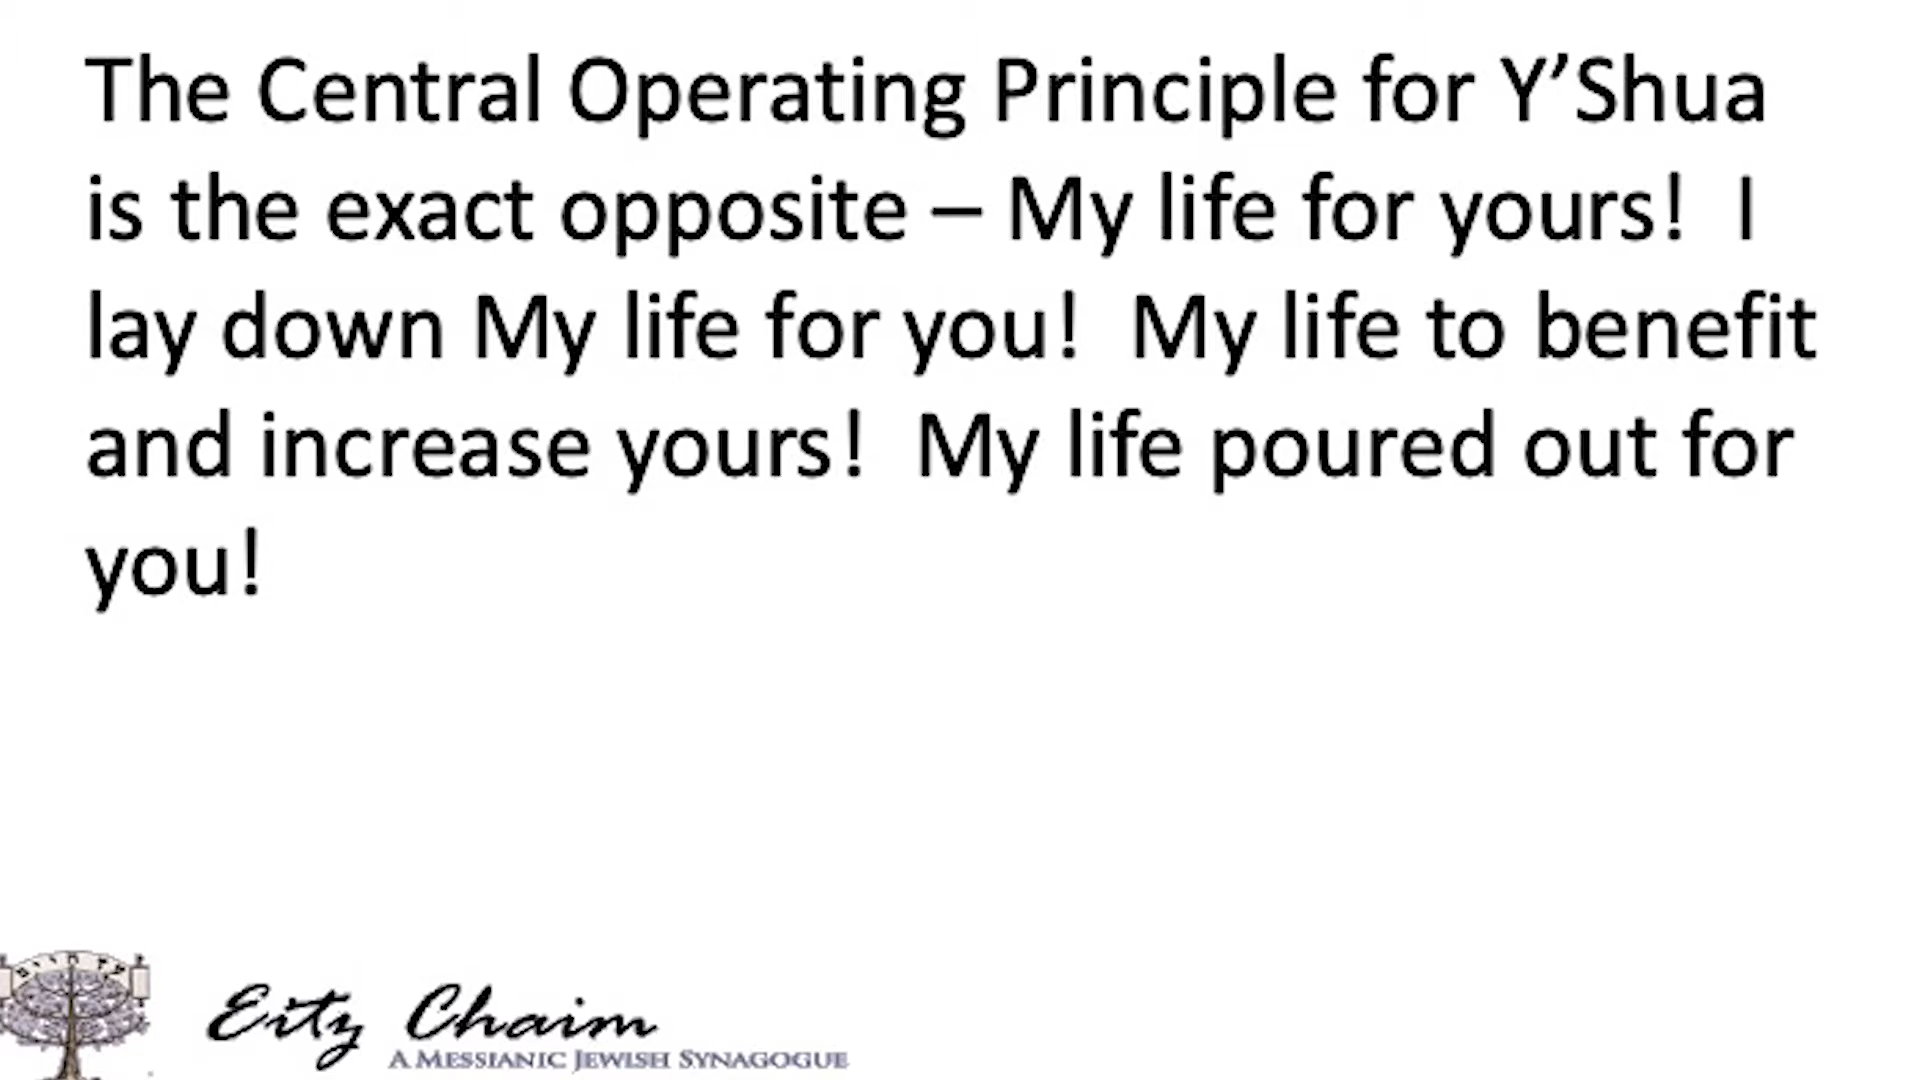 The Central Operating Principle for Y’Shua
is the exact opposite – My life for yours!  I
lay down My life for you!  My life to benefit
and increase yours!  My life poured out for
you!
Eitz Chaim
A Messianic Jewish Synagogue